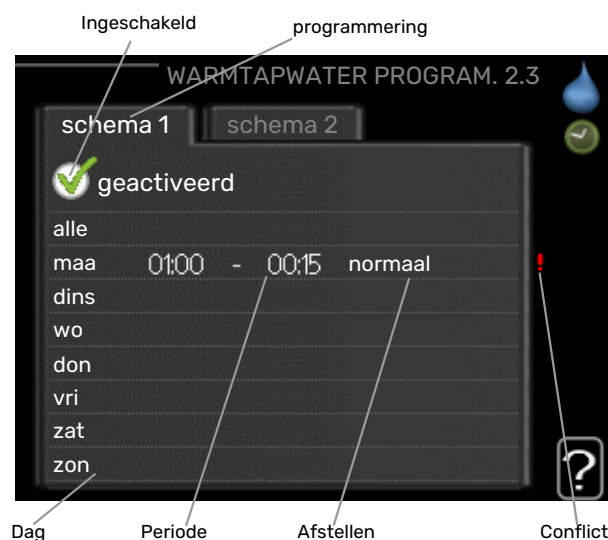 Ingeschakeld
programmering
WARMTAPWATER PROGRAM. 2.3
schema 1
schema 2
geactiveerd
alle
maa 01:00 - 00:15 normaal !
dins
wo
don
vri
zat
zon
?
Dag
Periode
Afstellen
Conflict